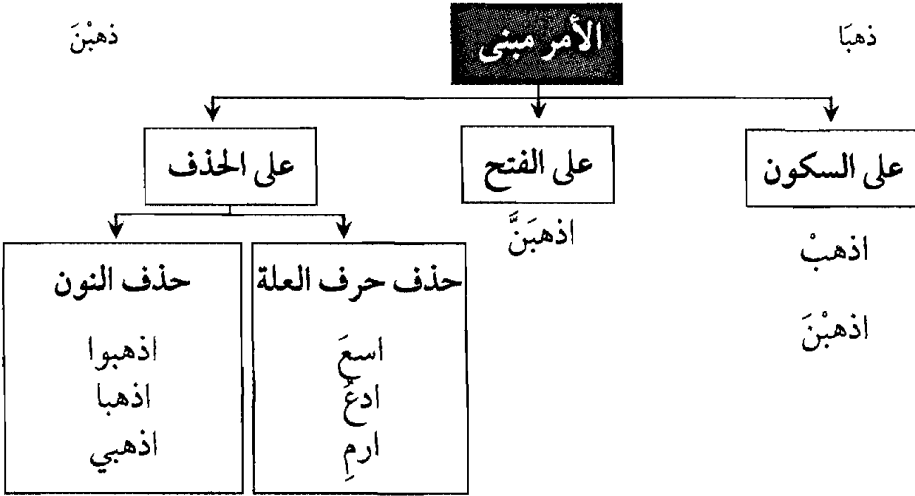 ذهبَا
الأمر مبنى
ذهبْنَ
على السكون
على الفتح
على الحذف
اذهبْ
اذهبْنَ
اذهبَنَّ
حذف حرف العلة
اسعَ
ادعُ
ارمِ
حذف النون
اذهبوا
اذهبا
اذهبي